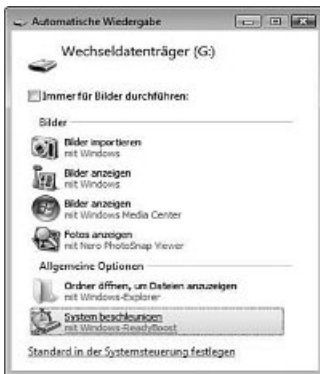 Automatische Wiedergabe
Wechseldatenträger (G:)
Immer für Bilder durchführen:
Bilder
Bilder importieren
mit Windows
Bilder anzeigen
mit Windows
Bilder anzeigen
mit Windows Media Center
Fotos anzeigen
mit Nero PhotoSnap Viewer
Allgemeine Optionen
Ordner öffnen, um Dateien anzuzeigen
mit Windows-Explorer
System beschleunigen
mit Windows-ReadyBoost
Standard in der Systemsteuerung festlegen